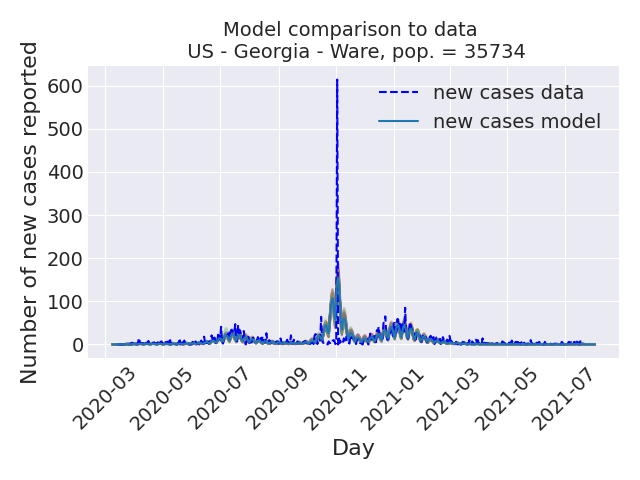 Model comparison to data
US - Georgia - Ware, pop. = 35734
Number of new cases reported
600
500
400
300
200
100
0
new cases data
new cases model
2020-03
2020-05
2020-07
2020-09
2020-11
2021-01
2021-03
2021-05
2021-07
Day